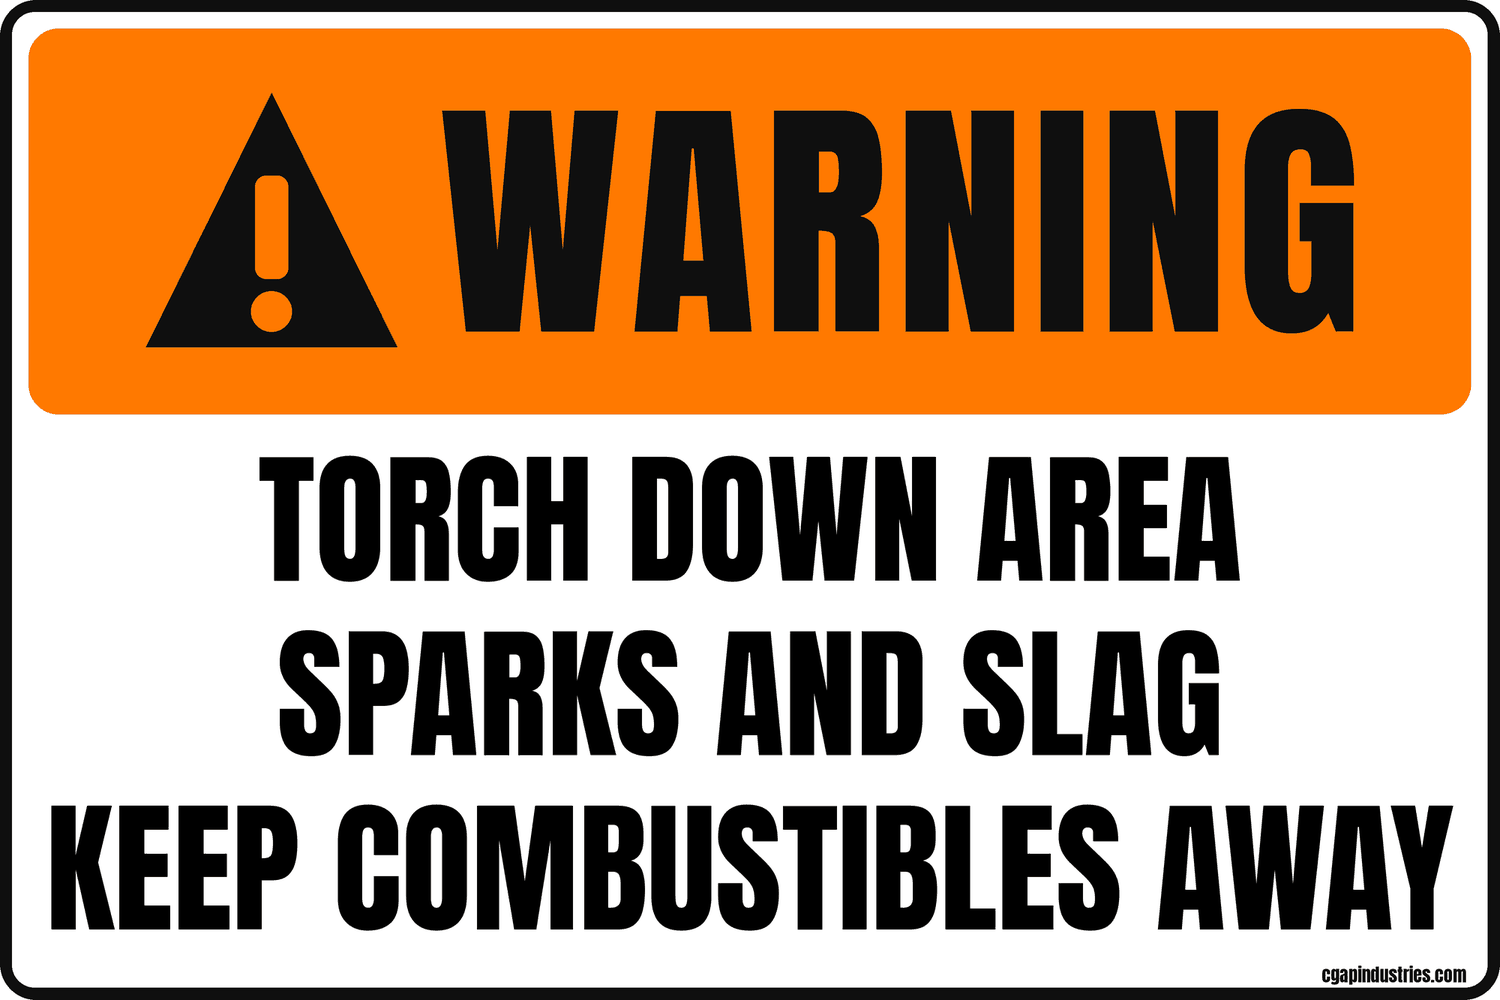 WARNING
TORCH DOWN AREA
SPARKS AND SLAG
KEEP COMBUSTIBLES AWAY
cgapindustries.com